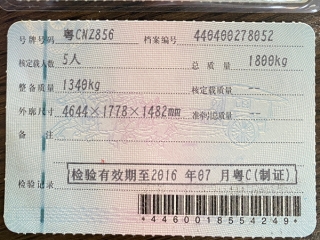 号牌号码 粤CNZ856 档案编号 440400278052
核定载人数 5人 总质量 1800kg
整备质量 1340kg 核定载质量 --
外廓尺寸 4644×1778×1482mm 准牵引总质量 --
备注
检验记录 检验有效期至2016 年07 月粤C(制证)
*4460018554249*